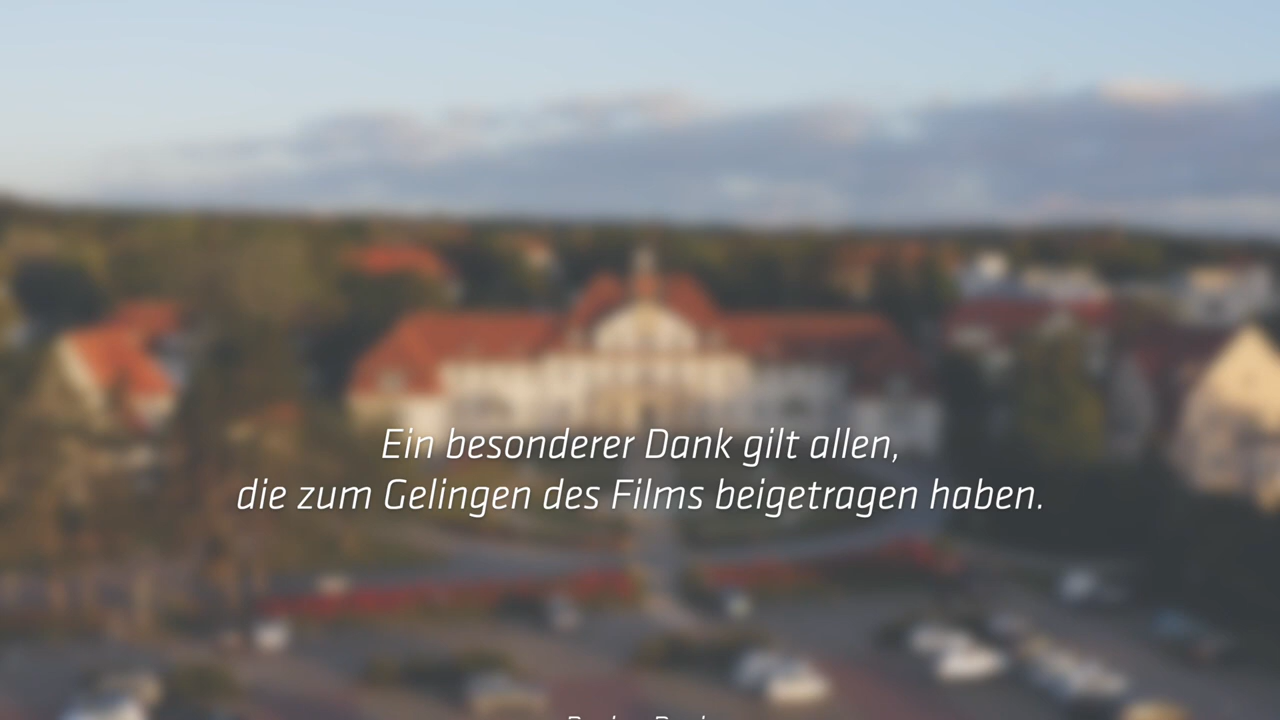 Ein besonderer Dank gilt allen,
die zum Gelingen des Films beigetragen haben.